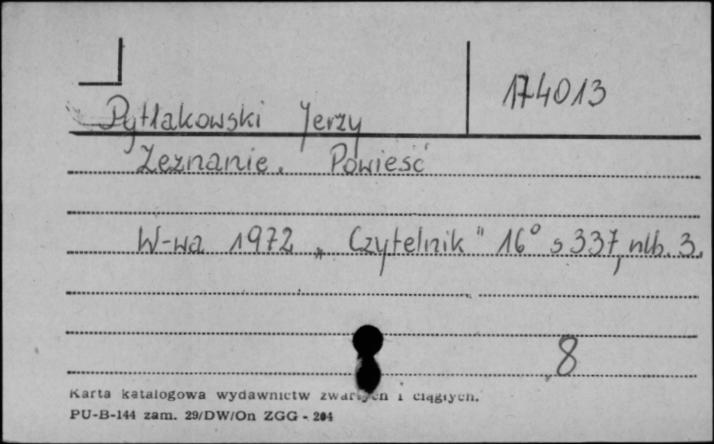 174013
Pytlakowski Jerzy
Zeznanie. Powieść
W-wa 1972 „Czytelnik" 16° s 337, nlb. 3.
8
Karta katalogowa wydawnictw zwartych i ciągłych.
PU-B-144 zam. 29/DW/On ZGG - 204